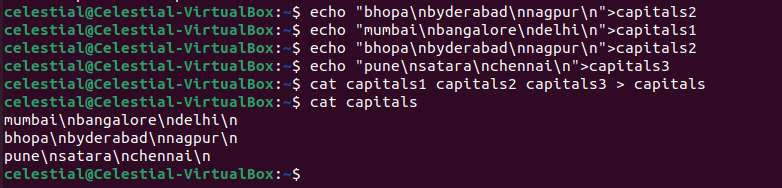 celestial@Celestial-VirtualBox:~$ echo "bhopa\nbyderabad\nnagpur\n">capitals2
celestial@Celestial-VirtualBox:~$ echo "mumbai\nbangalore\ndelhi\n">capitals1
celestial@Celestial-VirtualBox:~$ echo "bhopa\nbyderabad\nnagpur\n">capitals2
celestial@Celestial-VirtualBox:~$ echo "pune\nsatara\nchennai\n">capitals3
celestial@Celestial-VirtualBox:~$ cat capitals1 capitals2 capitals3 > capitals
celestial@Celestial-VirtualBox:~$ cat capitals
mumbai\nbangalore\ndelhi\n
bhopa\nbyderabad\nnagpur\n
pune\nsatara\nchennai\n
celestial@Celestial-VirtualBox:~$